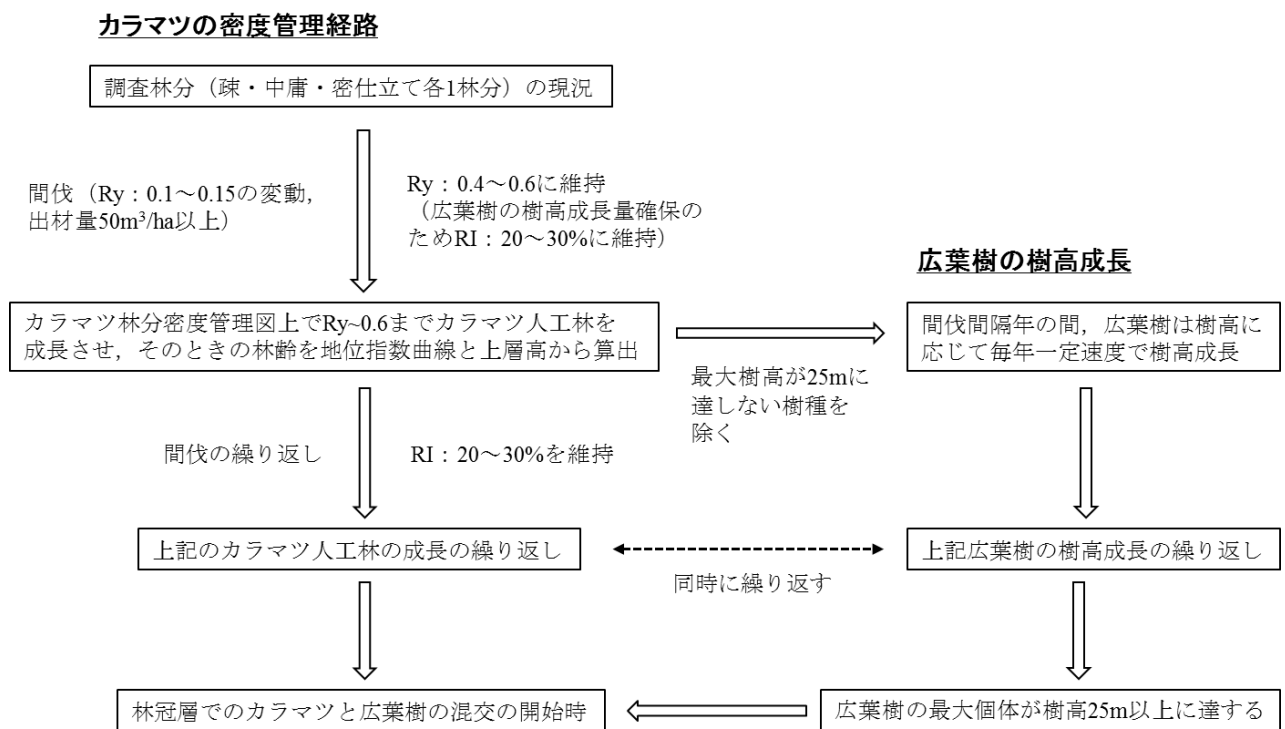 カラマツの密度管理経路
調査林分（疎・中庸・密仕立て各1林分）の現況
間伐（Ry：0.1～0.15の変動,
出材量50m³/ha以上）
Ry：0.4～0.6に維持
（広葉樹の樹高成長量確保の
ためRI：20～30%に維持）
広葉樹の樹高成長
カラマツ林分密度管理図上でRy~0.6までカラマツ人工林を
成長させ，そのときの林齢を地位指数曲線と上層高から算出
間伐間隔年の間，広葉樹は樹高に
応じて毎年一定速度で樹高成長
最大樹高が25mに
達しない樹種を
除く
間伐の繰り返し
RI：20～30%を維持
上記のカラマツ人工林の成長の繰り返し
上記広葉樹の樹高成長の繰り返し
同時に繰り返す
林冠層でのカラマツと広葉樹の混交の開始時
広葉樹の最大個体が樹高25m以上に達する